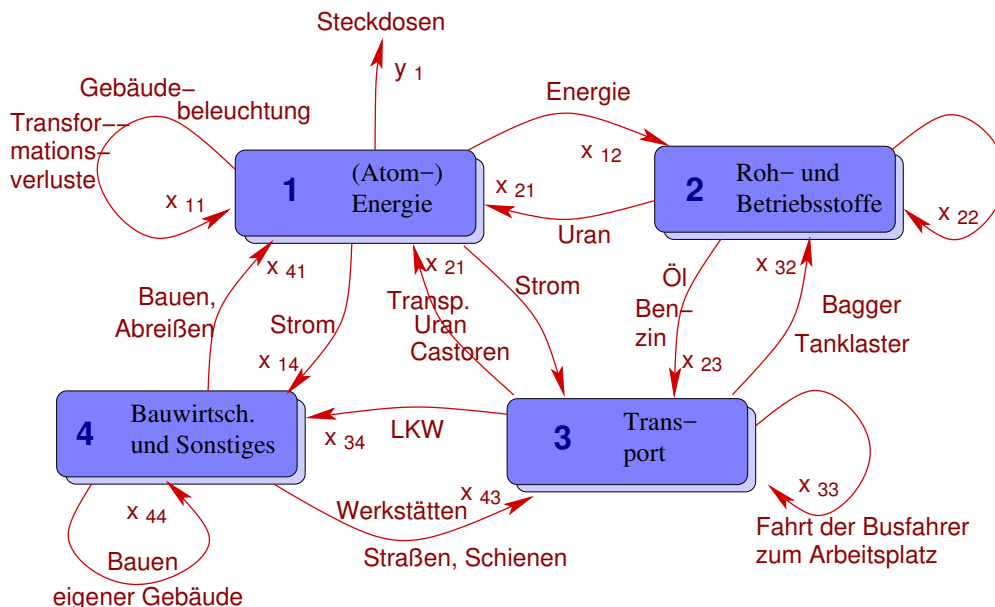 Steckdosen
y 1
Gebäude–
beleuchtung
Transfor--
mations-
verluste
x 11
Energie
x 12
1
(Atom–)
Energie
x 21
Uran
2
Roh– und
Betriebsstoffe
x 22
x 41
Bauen,
Abreißen
Strom
x 14
x 21
Transp.
Uran
Castoren
Strom
Öl
Ben–
zin
x 23
x 32
Bagger
Tanklaster
4
Bauwirtsch.
und Sonstiges
x 34
LKW
3
Trans–
port
x 33
Fahrt der Busfahrer
zum Arbeitsplatz
x 43
Werkstätten
Straßen, Schienen
x 44
Bauen
eigener Gebäude